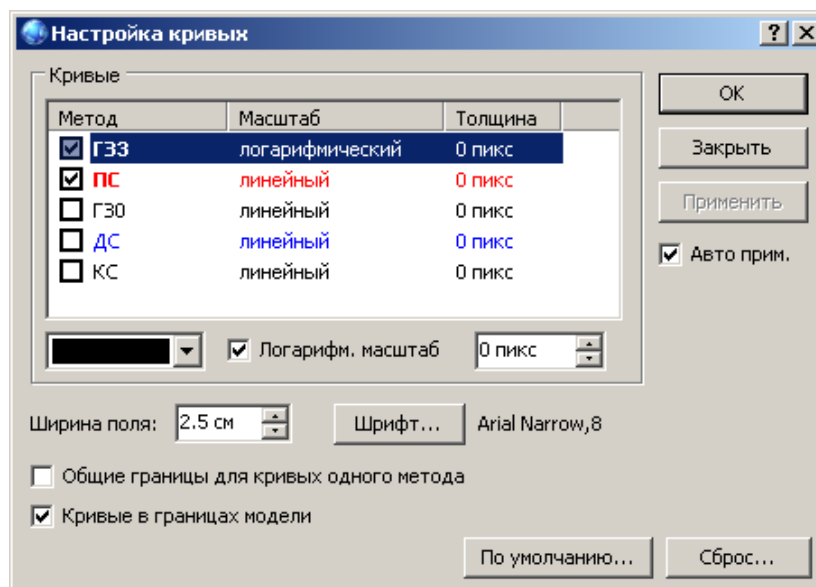 Настройка кривых
Кривые
ОК
Метод Масштаб Толщина
ГЗ3 логарифмический 0 пикс
Закрыть
ПС линейный 0 пикс
Применить
ГЗ0 линейный 0 пикс
ДС линейный 0 пикс
Авто прим.
КС линейный 0 пикс
Логарифм. масштаб 0 пикс
Ширина поля: 2.5 см Шрифт... Arial Narrow,8
Общие границы для кривых одного метода
Кривые в границах модели
По умолчанию... Сброс...